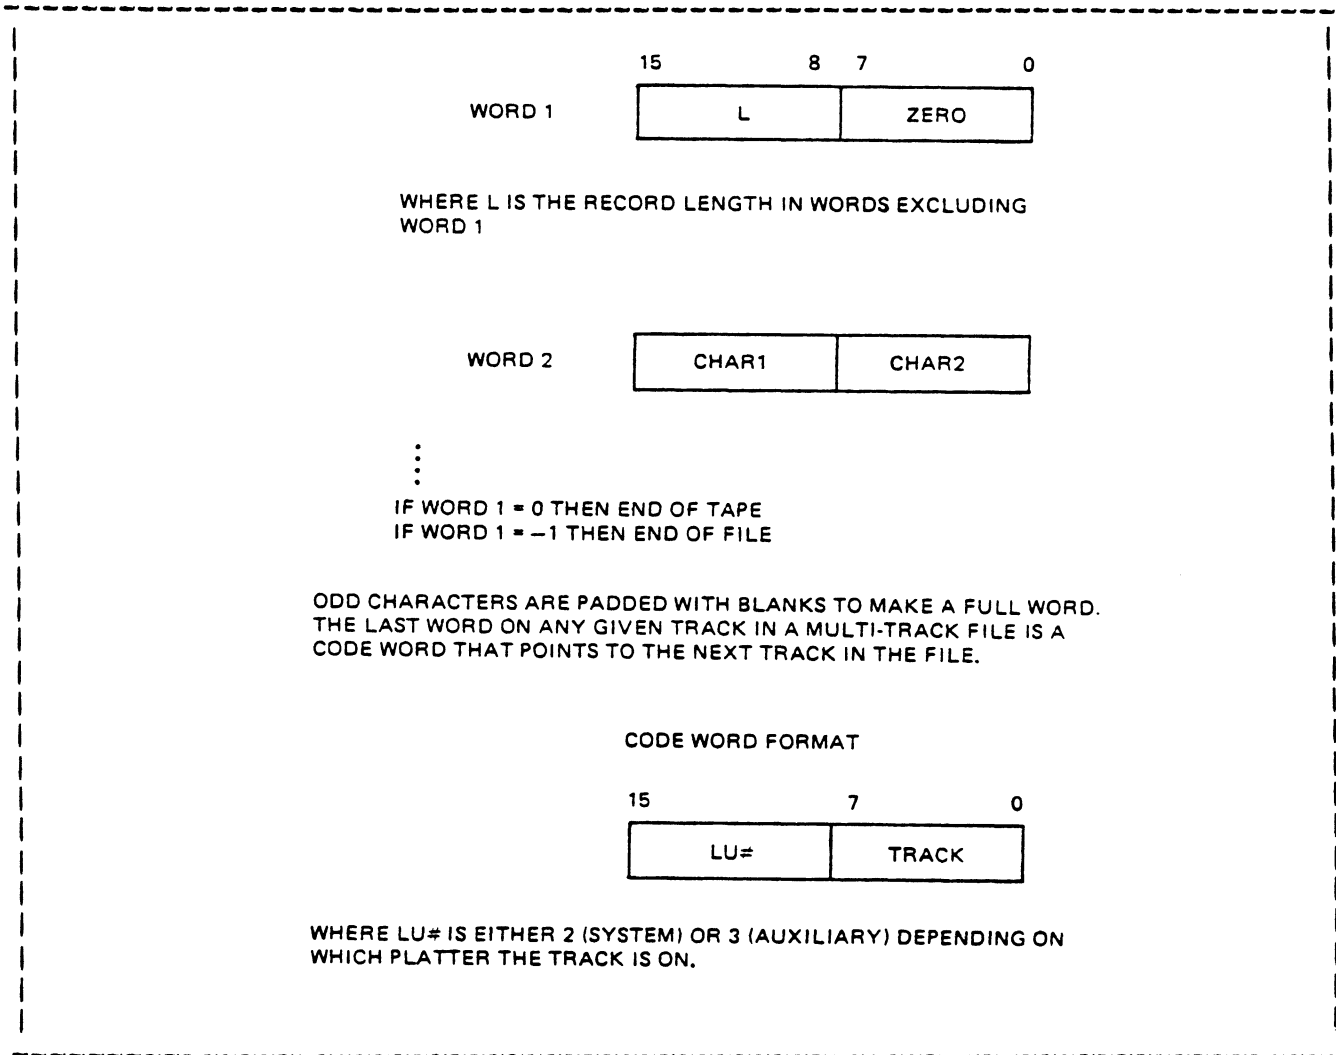 15 8 7 0
WORD 1 L ZERO
WHERE L IS THE RECORD LENGTH IN WORDS EXCLUDING
WORD 1
WORD 2 CHAR1 CHAR2
IF WORD 1 = 0 THEN END OF TAPE
IF WORD 1 = –1 THEN END OF FILE
ODD CHARACTERS ARE PADDED WITH BLANKS TO MAKE A FULL WORD.
THE LAST WORD ON ANY GIVEN TRACK IN A MULTI-TRACK FILE IS A
CODE WORD THAT POINTS TO THE NEXT TRACK IN THE FILE.
CODE WORD FORMAT
15 7 0
LU# TRACK
WHERE LU# IS EITHER 2 (SYSTEM) OR 3 (AUXILIARY) DEPENDING ON
WHICH PLATTER THE TRACK IS ON.